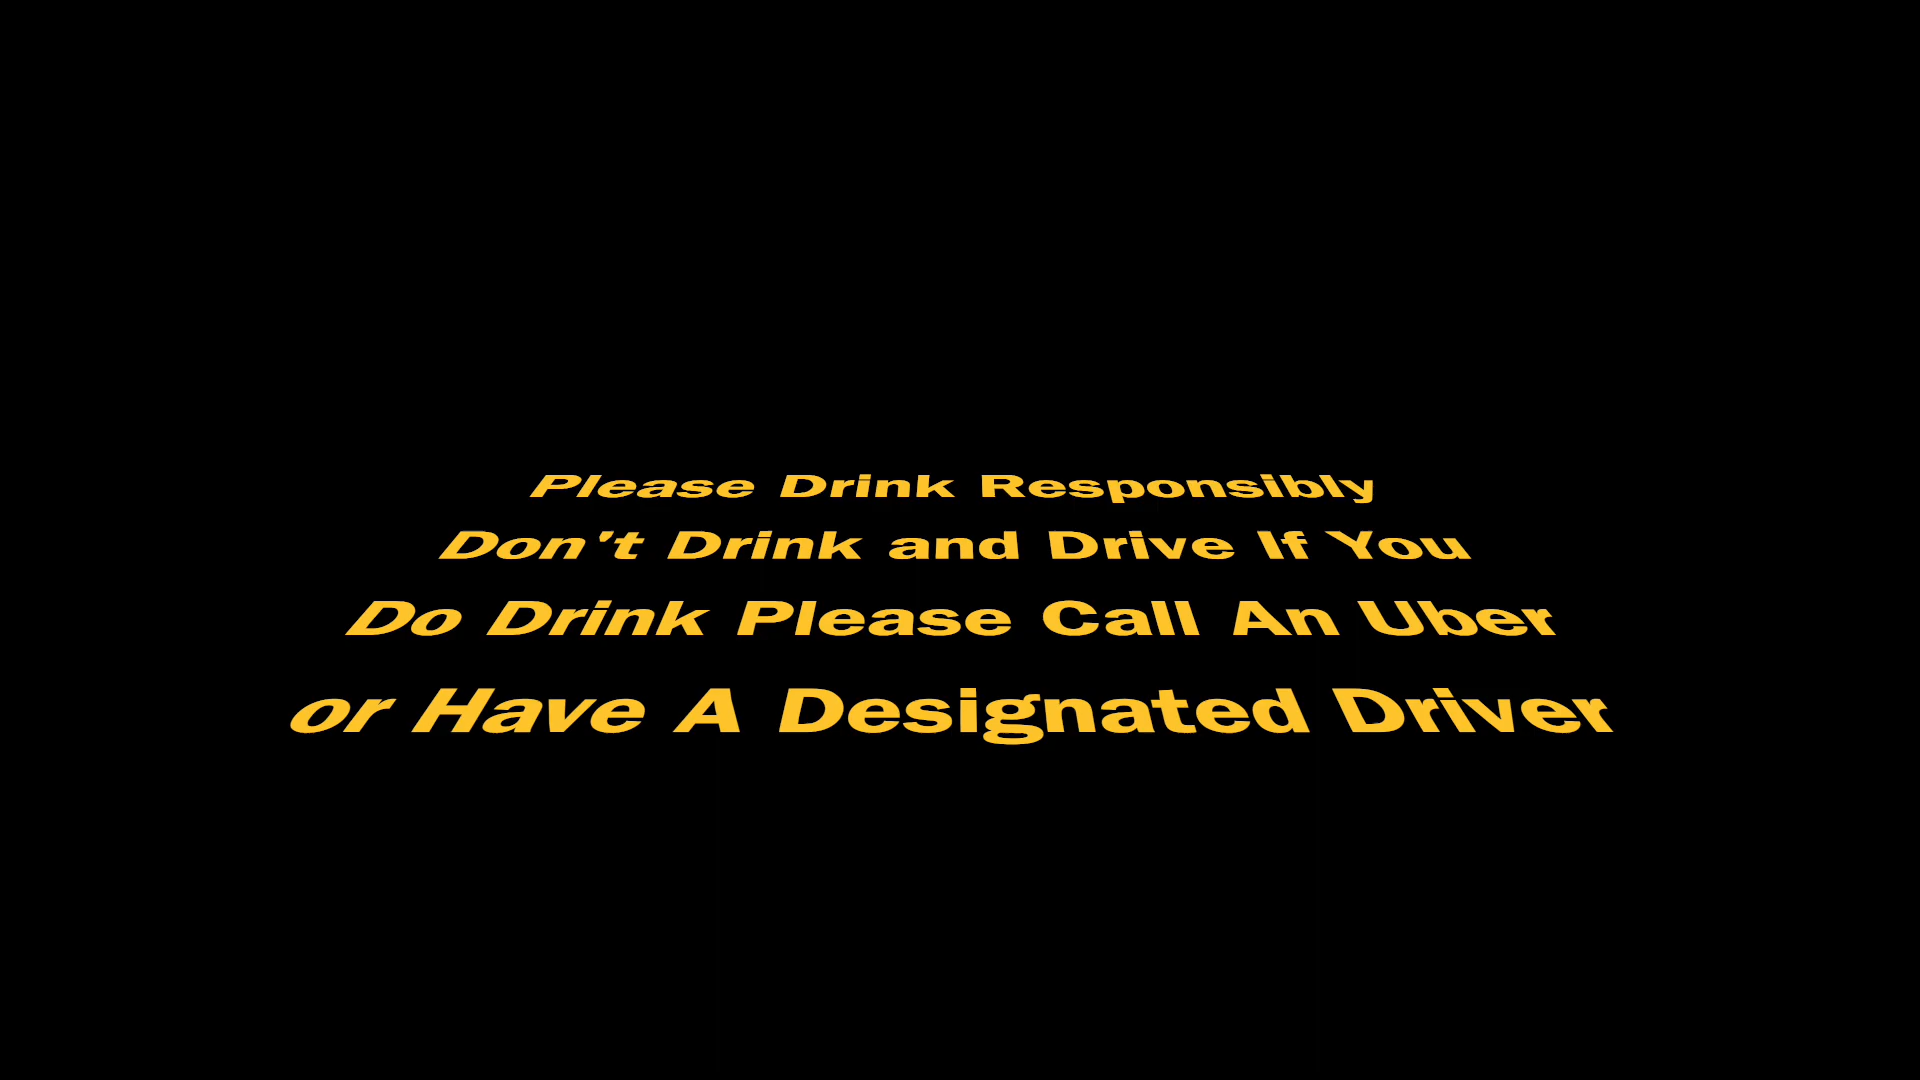 Please Drink Responsibly
Don't Drink and Drive If You
Do Drink Please Call An Uber
or Have A Designated Driver